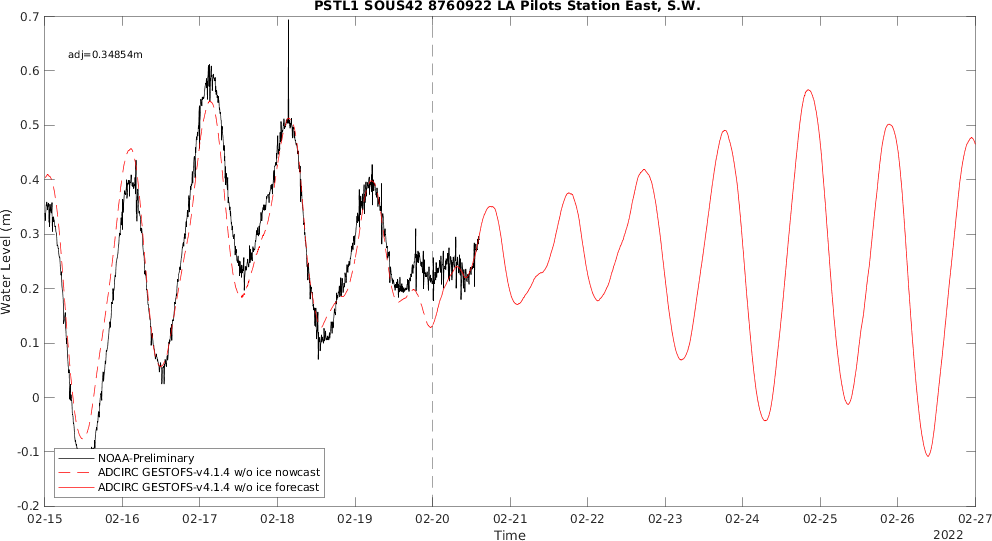 PSTL1 SOUS42 8760922 LA Pilots Station East, S.W.
adj=0.34854m
0.7
0.6
0.5
0.4
0.3
0.2
0.1
0
-0.1
-0.2
Water Level (m)
NOAA-Preliminary
ADCIRC GESTOFS-v4.1.4 w/o ice nowcast
ADCIRC GESTOFS-v4.1.4 w/o ice forecast
02-15 02-16 02-17 02-18 02-19 02-20 02-21 02-22 02-23 02-24 02-25 02-26 02-27
Time
2022